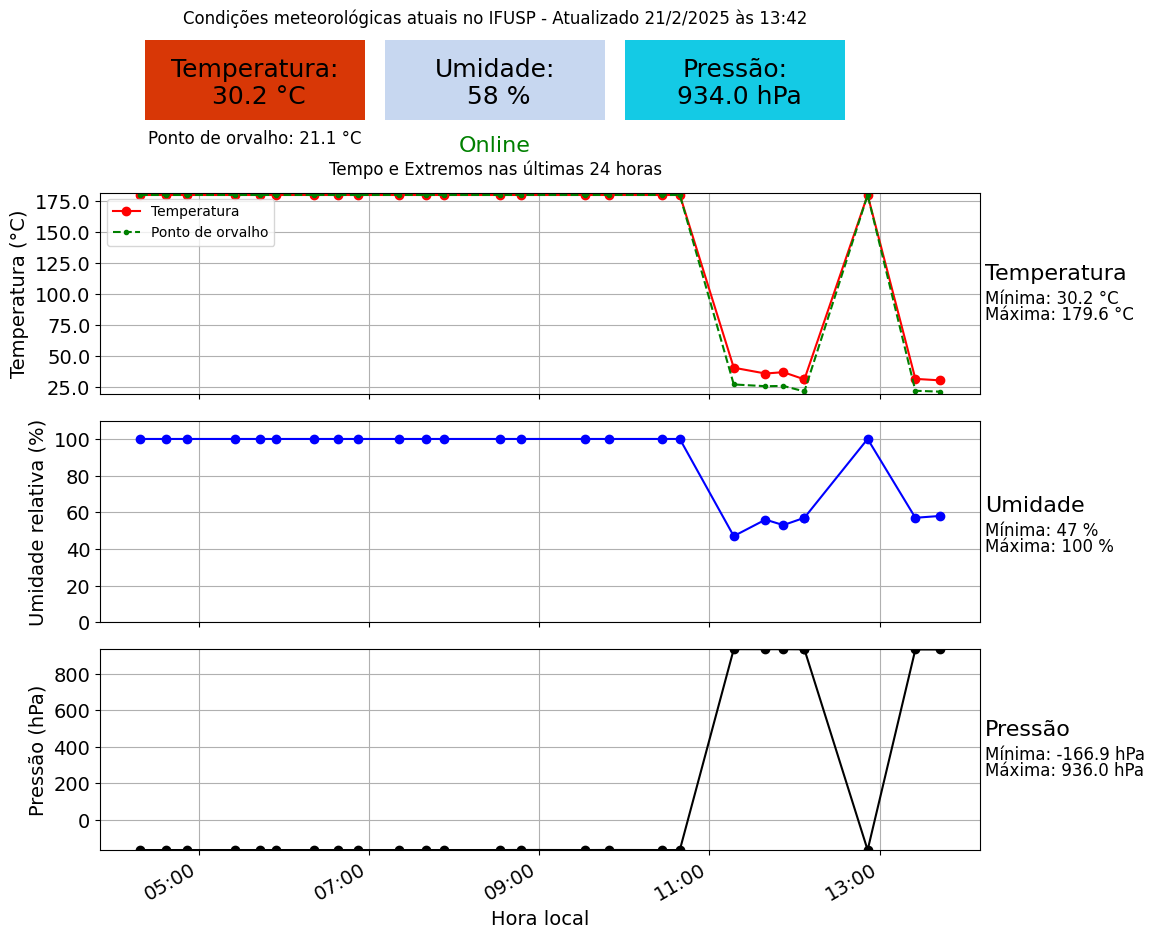 Condições meteorológicas atuais no IFUSP - Atualizado 21/2/2025 às 13:42
Temperatura:
30.2 °C
Umidade:
58 %
Pressão:
934.0 hPa
Ponto de orvalho: 21.1 °C
Online
Tempo e Extremos nas últimas 24 horas
Temperatura (°C)
175.0
150.0
125.0
100.0
75.0
50.0
25.0
Temperatura
Ponto de orvalho
Temperatura
Mínima: 30.2 °C
Máxima: 179.6 °C
Umidade relativa (%)
100
80
60
40
20
0
Umidade
Mínima: 47 %
Máxima: 100 %
Pressão (hPa)
800
600
400
200
0
Pressão
Mínima: -166.9 hPa
Máxima: 936.0 hPa
05:00
07:00
09:00
11:00
13:00
Hora local